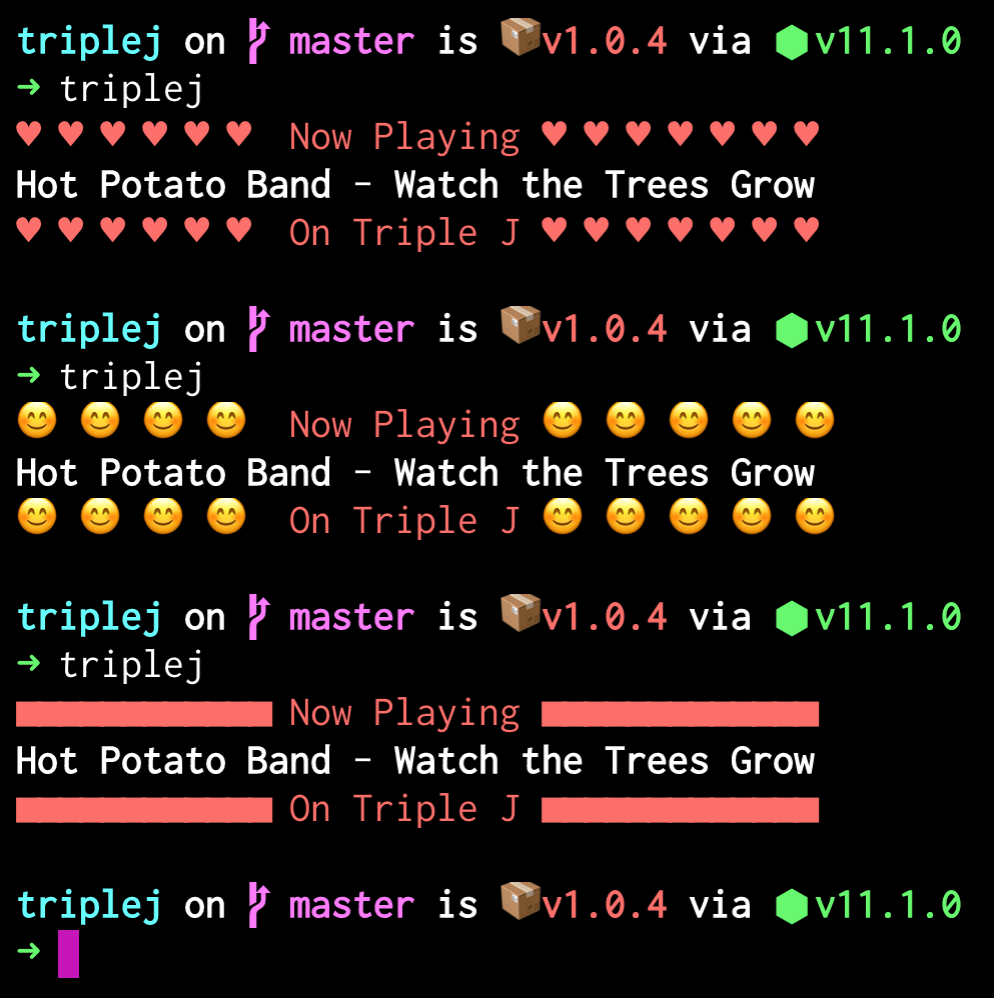 triplej on  master is 📦v1.0.4 via ⬢v11.1.0
➜ triplej
♥ ♥ ♥ ♥ ♥ ♥ Now Playing ♥ ♥ ♥ ♥ ♥ ♥ ♥
Hot Potato Band - Watch the Trees Grow
♥ ♥ ♥ ♥ ♥ ♥ On Triple J ♥ ♥ ♥ ♥ ♥ ♥ ♥
triplej on  master is 📦v1.0.4 via ⬢v11.1.0
➜ triplej
😊 😊 😊 😊 Now Playing 😊 😊 😊 😊 😊
Hot Potato Band - Watch the Trees Grow
😊 😊 😊 😊 On Triple J 😊 😊 😊 😊 😊
triplej on  master is 📦v1.0.4 via ⬢v11.1.0
➜ triplej
Now Playing
Hot Potato Band - Watch the Trees Grow
On Triple J
triplej on  master is 📦v1.0.4 via ⬢v11.1.0
➜